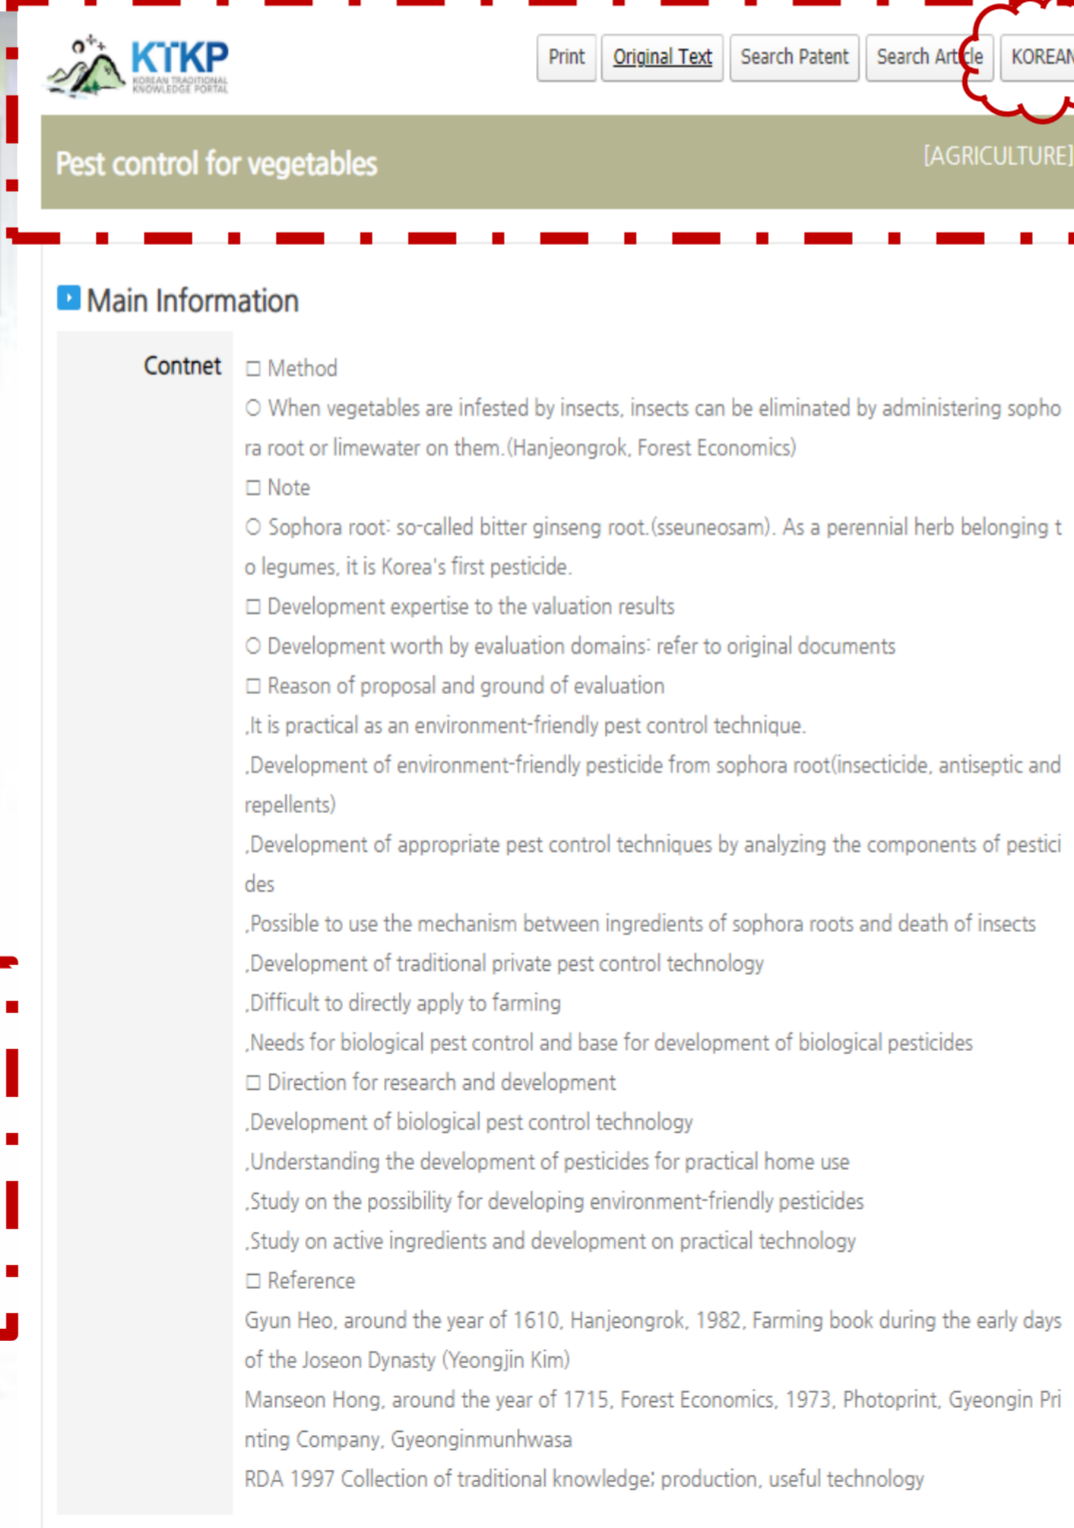 KTKP
KOREAN TRADITIONAL
KNOWLEDGE PORTAL
Print
Original Text
Search Patent
Search Article
KOREAN
Pest control for vegetables
[AGRICULTURE]
Main Information
Contnet
□ Method
○ When vegetables are infested by insects, insects can be eliminated by administering sopho
ra root or limewater on them.(Hanjeongrok, Forest Economics)
□ Note
○ Sophora root: so-called bitter ginseng root.(sseuneosam). As a perennial herb belonging t
o legumes, it is Korea's first pesticide.
□ Development expertise to the valuation results
○ Development worth by evaluation domains: refer to original documents
□ Reason of proposal and ground of evaluation
,It is practical as an environment-friendly pest control technique.
,Development of environment-friendly pesticide from sophora root(insecticide, antiseptic and
repellents)
,Development of appropriate pest control techniques by analyzing the components of pestici
des
,Possible to use the mechanism between ingredients of sophora roots and death of insects
,Development of traditional private pest control technology
,Difficult to directly apply to farming
,Needs for biological pest control and base for development of biological pesticides
□ Direction for research and development
,Development of biological pest control technology
,Understanding the development of pesticides for practical home use
,Study on the possibility for developing environment-friendly pesticides
,Study on active ingredients and development on practical technology
□ Reference
Gyun Heo, around the year of 1610, Hanjeongrok, 1982, Farming book during the early days
of the Joseon Dynasty (Yeongjin Kim)
Manseon Hong, around the year of 1715, Forest Economics, 1973, Photoprint, Gyeongin Pri
nting Company, Gyeonginmunhwasa
RDA 1997 Collection of traditional knowledge; production, useful technology